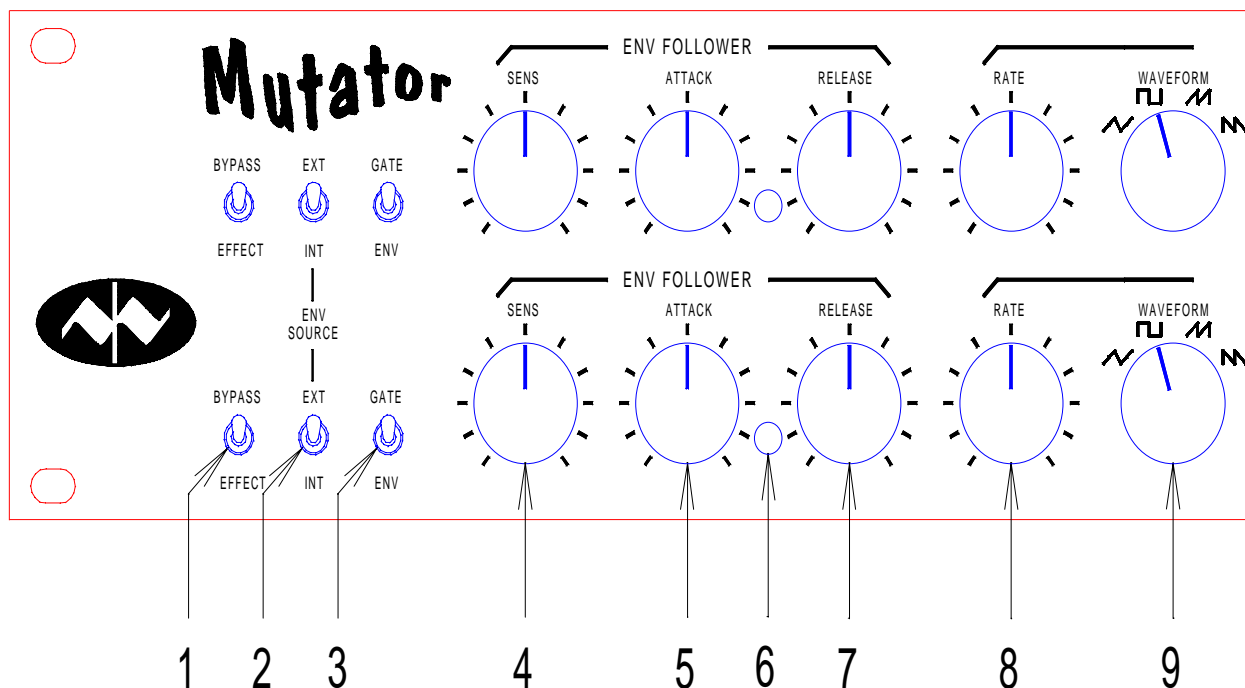 Mutator
ENV FOLLOWER
SENS ATTACK RELEASE RATE WAVEFORM
BYPASS EXT GATE
EFFECT INT ENV
ENV FOLLOWER
SENS ATTACK RELEASE RATE WAVEFORM
ENV
SOURCE
BYPASS EXT GATE
EFFECT INT ENV
1 2 3 4 5 6 7 8 9